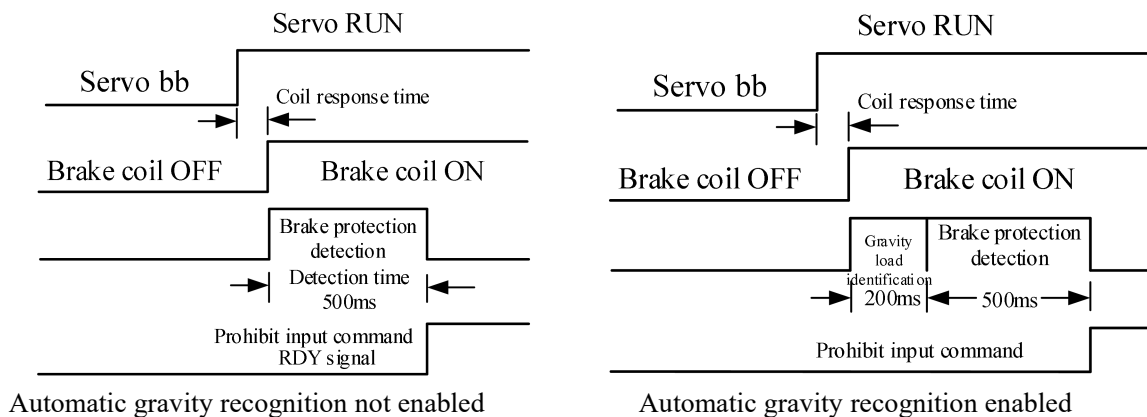 Servo RUN
Servo bb
Coil response time
Brake coil OFF
Brake coil ON
Brake protection
detection
Detection time
500ms
Prohibit input command
RDY signal
Automatic gravity recognition not enabled
Servo RUN
Servo bb
Coil response time
Brake coil OFF
Brake coil ON
Gravity
load
identification
200ms
Brake protection
detection
500ms
Prohibit input command
Automatic gravity recognition enabled